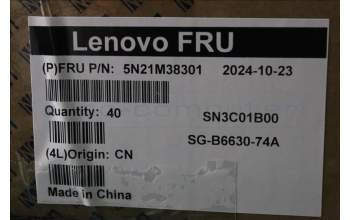 Lenovo FRU
(P)FRU P/N: 5N21M38301 2024-10-23
Quantity: 40 SN3C01B00
SG-B6630-74A
(4L)Origin: CN
Made in China